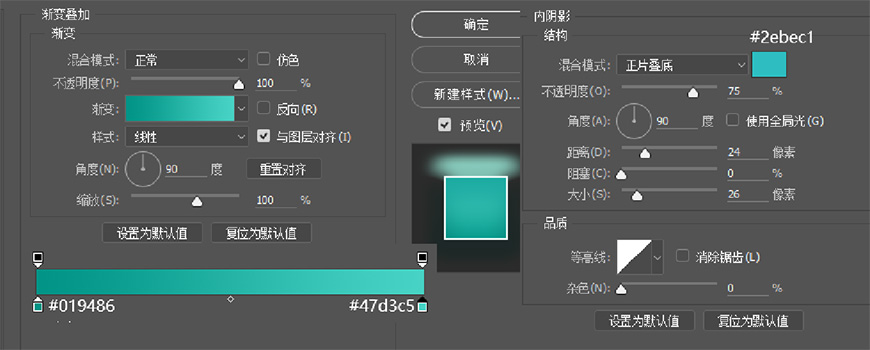 渐变叠加
渐变
混合模式: 正常 仿色
不透明度(P): 100 %
渐变: 反向(R)
样式: 线性 与图层对齐(I)
角度(N): 90 度 重置对齐
缩放(S): 100 %
设置为默认值 复位为默认值
#019486 #47d3c5
确定
取消
新建样式(W)...
预览(V)
内阴影
结构
#2ebec1
混合模式: 正片叠底
不透明度(O): 75 %
角度(A): 90 度 使用全局光(G)
距离(D): 24 像素
阻塞(C): 0 %
大小(S): 26 像素
品质
等高线: 消除锯齿(L)
杂色(N): 0 %
设置为默认值 复位为默认值